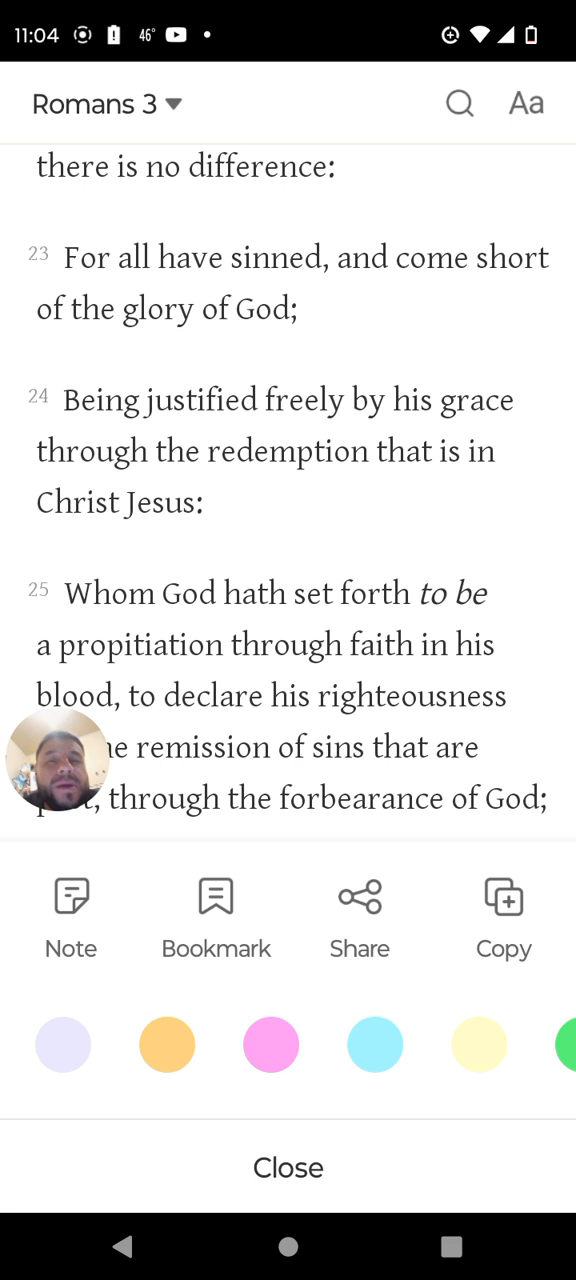 11:04 46°
Romans 3 Aa
there is no difference:
23 For all have sinned, and come short
of the glory of God;
24 Being justified freely by his grace
through the redemption that is in
Christ Jesus:
25 Whom God hath set forth to be
a propitiation through faith in his
blood, to declare his righteousness
remission of sins that are
through the forbearance of God;
Note Bookmark Share Copy
Close